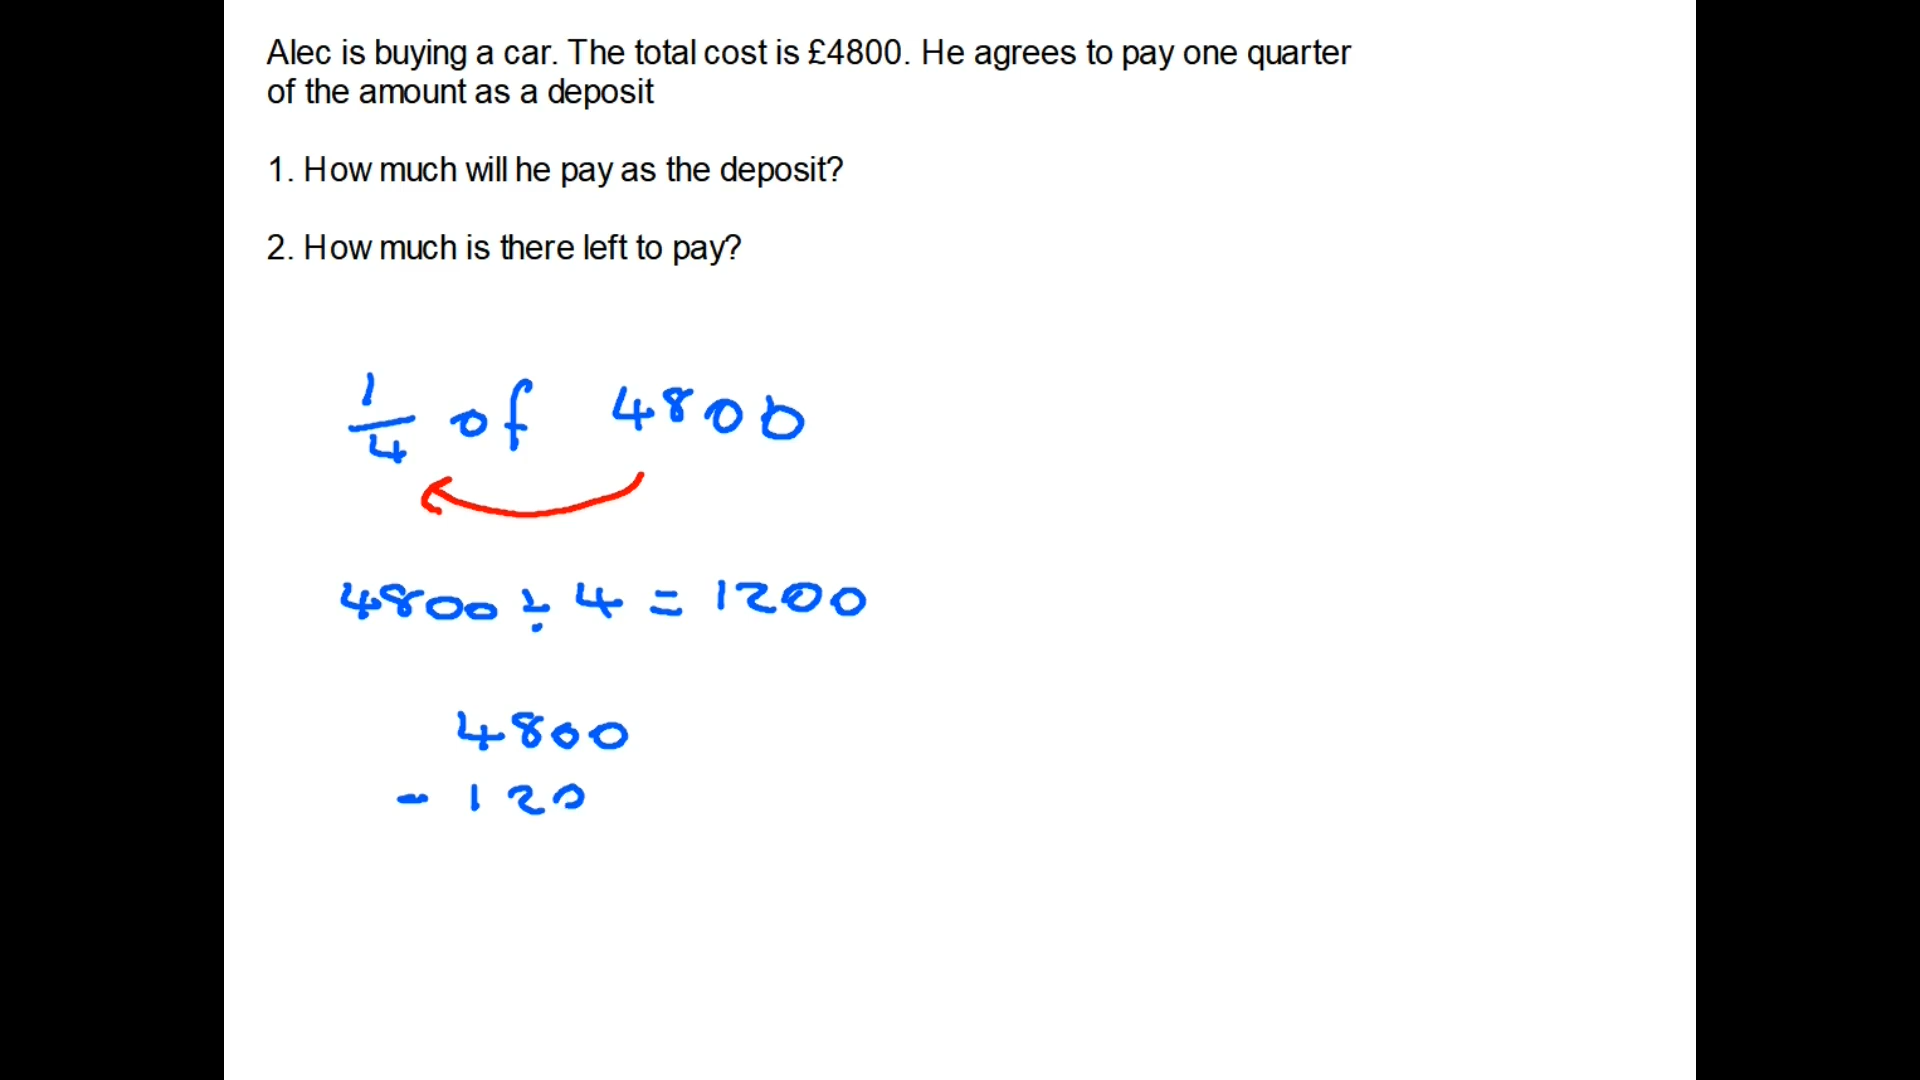 Alec is buying a car. The total cost is £4800. He agrees to pay one quarter
of the amount as a deposit
1. How much will he pay as the deposit?
2. How much is there left to pay?
1/4 of 4800
4800 ÷ 4 = 1200
4800
- 120